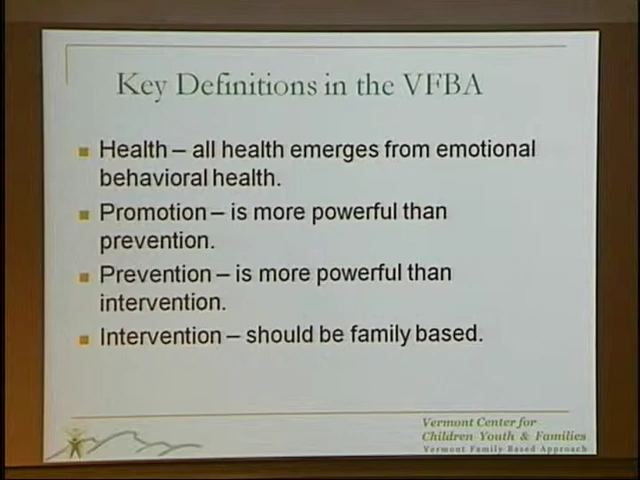 Key Definitions in the VFBA
Health – all health emerges from emotional
behavioral health.
Promotion – is more powerful than
prevention.
Prevention – is more powerful than
intervention.
Intervention – should be family based.
Vermont Center for
Children Youth & Families
Vermont Family Based Approach